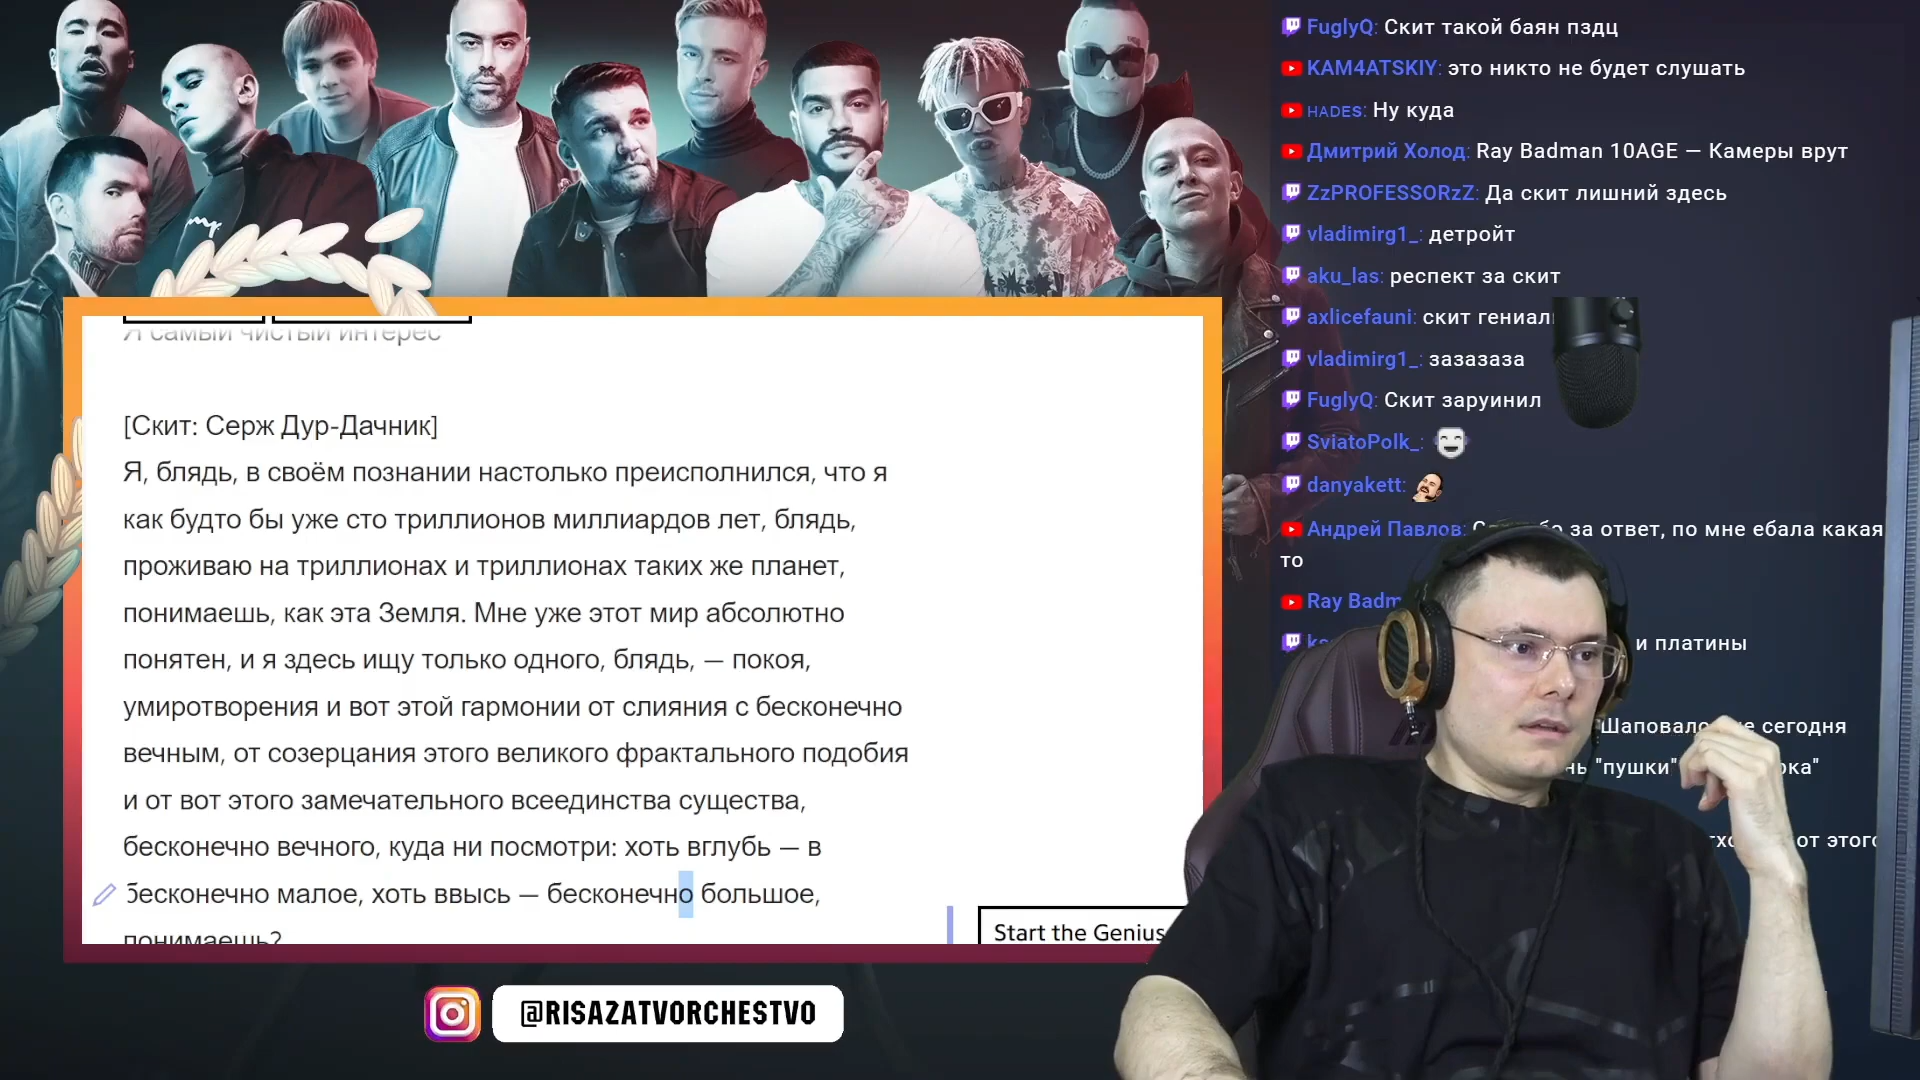 Я самый чистый интерес
[Скит: Серж Дур-Дачник]
Я, блядь, в своём познании настолько преисполнился, что я
как будто бы уже сто триллионов миллиардов лет, блядь,
проживаю на триллионах и триллионах таких же планет,
понимаешь, как эта Земля. Мне уже этот мир абсолютно
понятен, и я здесь ищу только одного, блядь, — покоя,
умиротворения и вот этой гармонии от слияния с бесконечно
вечным, от созерцания этого великого фрактального подобия
и от вот этого замечательного всеединства существа,
бесконечно вечного, куда ни посмотри: хоть вглубь — в
бесконечно малое, хоть ввысь — бесконечно большое,
понимаешь?
Start the Genius
@RISAZATVORCHESTVO
FuglyQ: Скит такой баян пздц
KAM4ATSKIY: это никто не будет слушать
HADES: Ну куда
Дмитрий Холод: Ray Badman 10AGE — Камеры врут
ZzPROFESSORzZ: Да скит лишний здесь
vladimirg1_: детройт
aku_las: респект за скит
axlicefauni: скит гениал
vladimirg1_: зазазаза
FuglyQ: Скит заруинил
SviatoPolk_:
danyakett:
Андрей Павлов: за ответ, по мне ебала какая
то
Ray Badm
и платины
сегодня
"пушки"
от этого